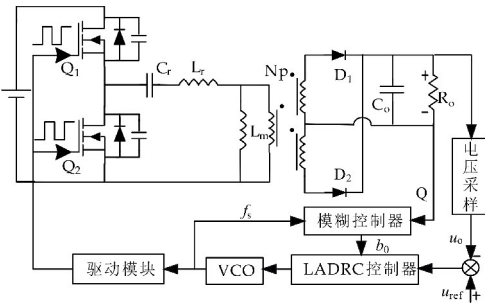 Q₁
Cᵣ
Lᵣ
Np
D₁
Cₒ
+
Rₒ
-
Lₘ
Q₂
D₂
电压采样
Q
fₛ
模糊控制器
uₒ
b₀
-
驱动模块
VCO
LADRC控制器
u_ref
+